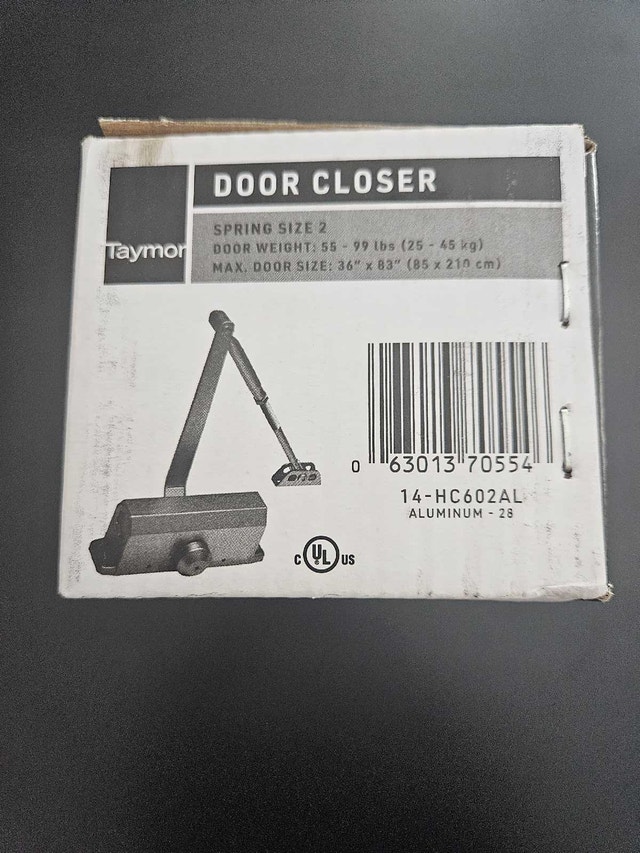 DOOR CLOSER
Taymor
SPRING SIZE 2
DOOR WEIGHT: 55 - 99 lbs (25 - 45 kg)
MAX. DOOR SIZE: 36" x 83" (85 x 210 cm)
0 63013 70554
14-HC602AL
ALUMINUM - 28
C UL US